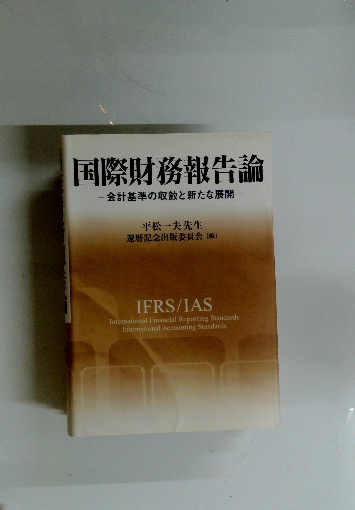 国際財務報告論
－会計基準の収斂と新たな展開－
平松一夫先生
還暦記念出版委員会［編］
IFRS/IAS
International Financial Reporting Standards
International Accounting Standards